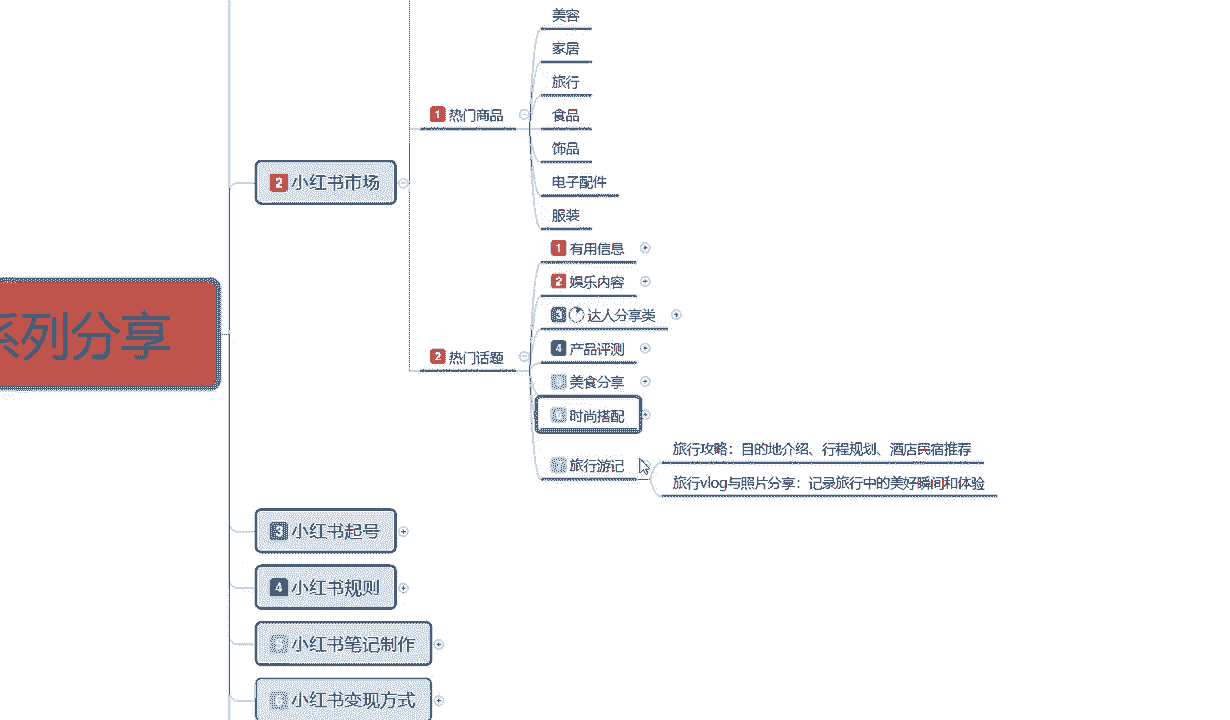 系列分享
2 小红书市场
1 热门商品
美容
家居
旅行
食品
饰品
电子配件
服装
2 热门话题
1 有用信息
2 娱乐内容
3 达人分享类
4 产品评测
美食分享
时尚搭配
旅行游记
旅行攻略：目的地介绍、行程规划、酒店民宿推荐
旅行vlog与照片分享：记录旅行中的美好瞬间和体验
3 小红书起号
4 小红书规则
小红书笔记制作
小红书变现方式